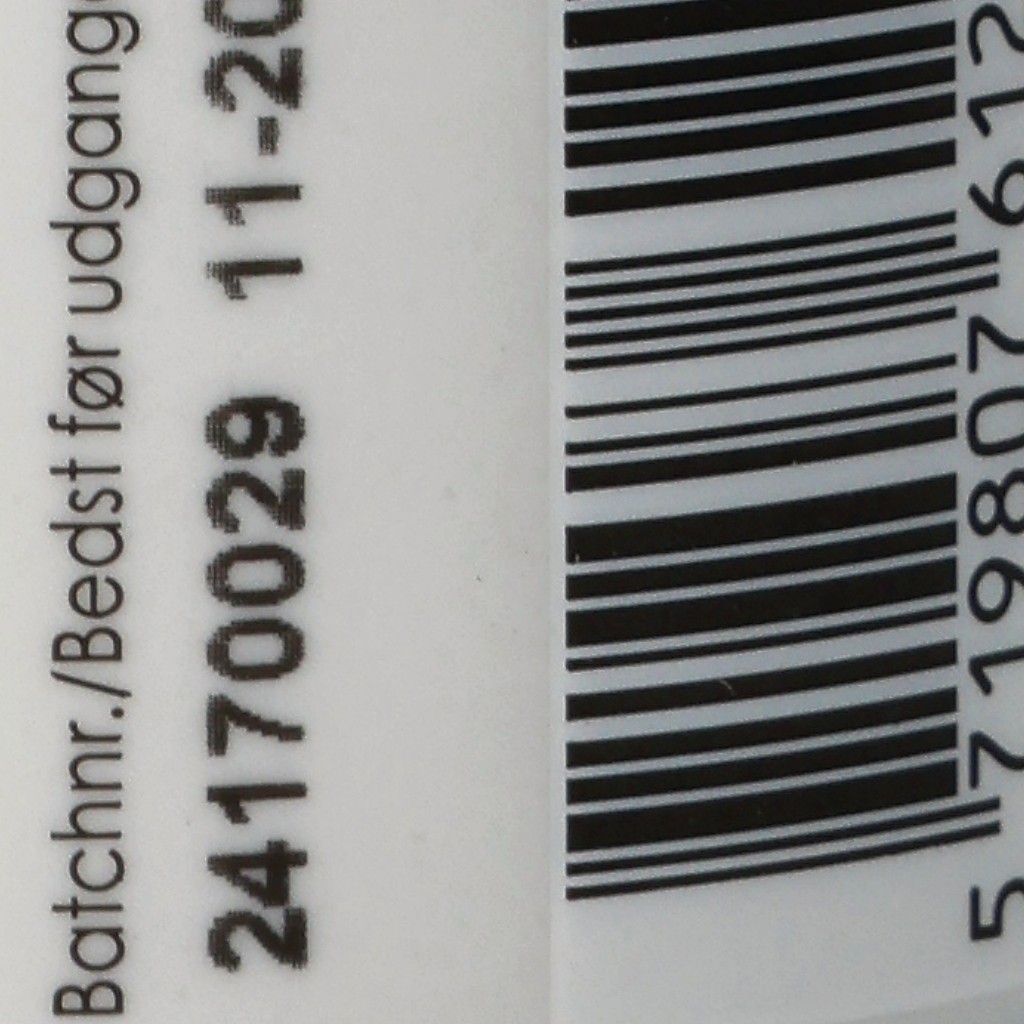 Batchnr./Bedst før udgang
24170029 11-20
5 719807 612